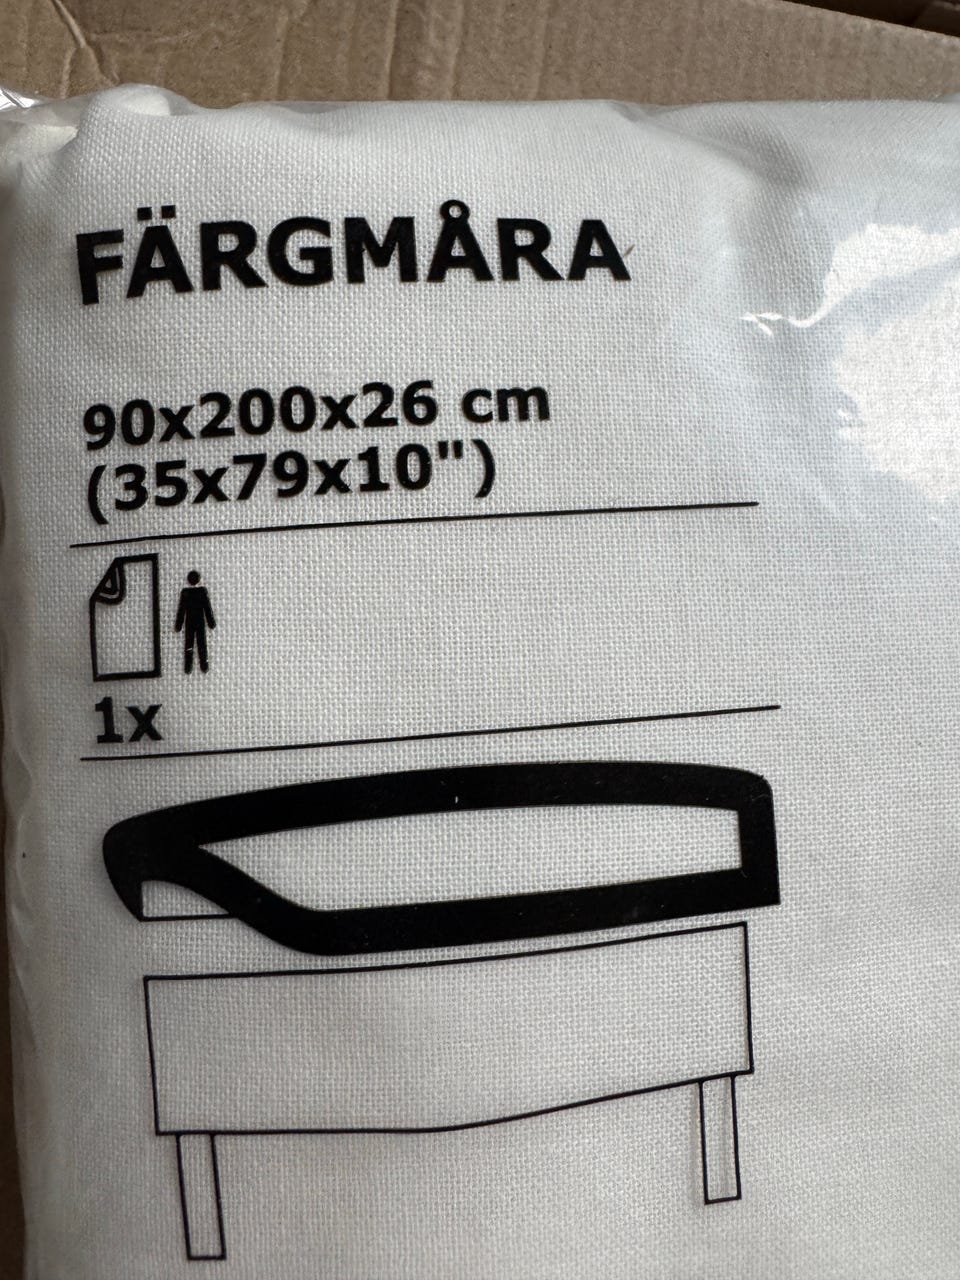 FÄRGMÅRA
90x200x26 cm
(35x79x10")
1x